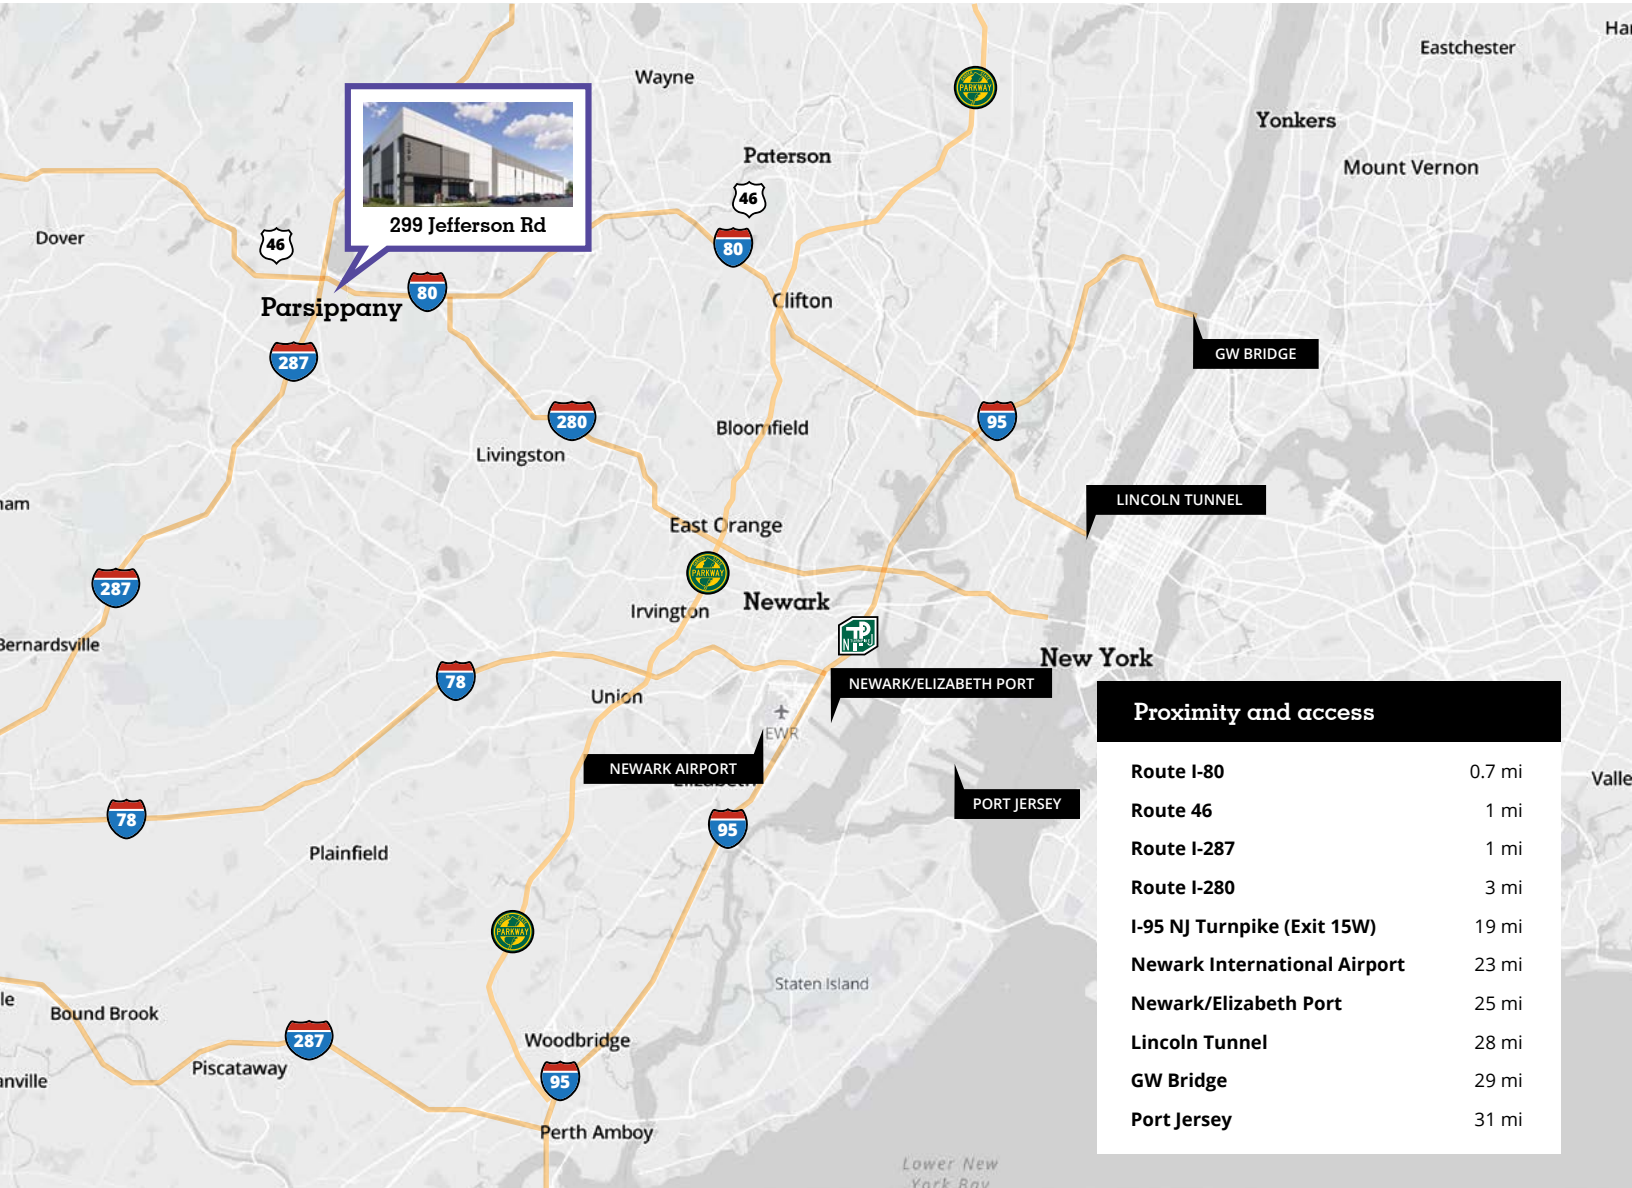 Eastchester
Wayne
PARKWAY
Yonkers
Paterson
Mount Vernon
46
299 Jefferson Rd
Dover
46
80
80
Parsippany
Clifton
GW BRIDGE
287
280
95
Bloomfield
Livingston
LINCOLN TUNNEL
East Orange
PARKWAY
287
Irvington
Newark
Bernardsville
New York
78
NEWARK/ELIZABETH PORT
Union
EWR
NEWARK AIRPORT
PORT JERSEY
78
95
Plainfield
PARKWAY
Staten Island
Bound Brook
287
Woodbridge
Piscataway
95
Perth Amboy
Lower New
York Bay
Proximity and access
Route I-80 0.7 mi
Route 46 1 mi
Route I-287 1 mi
Route I-280 3 mi
I-95 NJ Turnpike (Exit 15W) 19 mi
Newark International Airport 23 mi
Newark/Elizabeth Port 25 mi
Lincoln Tunnel 28 mi
GW Bridge 29 mi
Port Jersey 31 mi